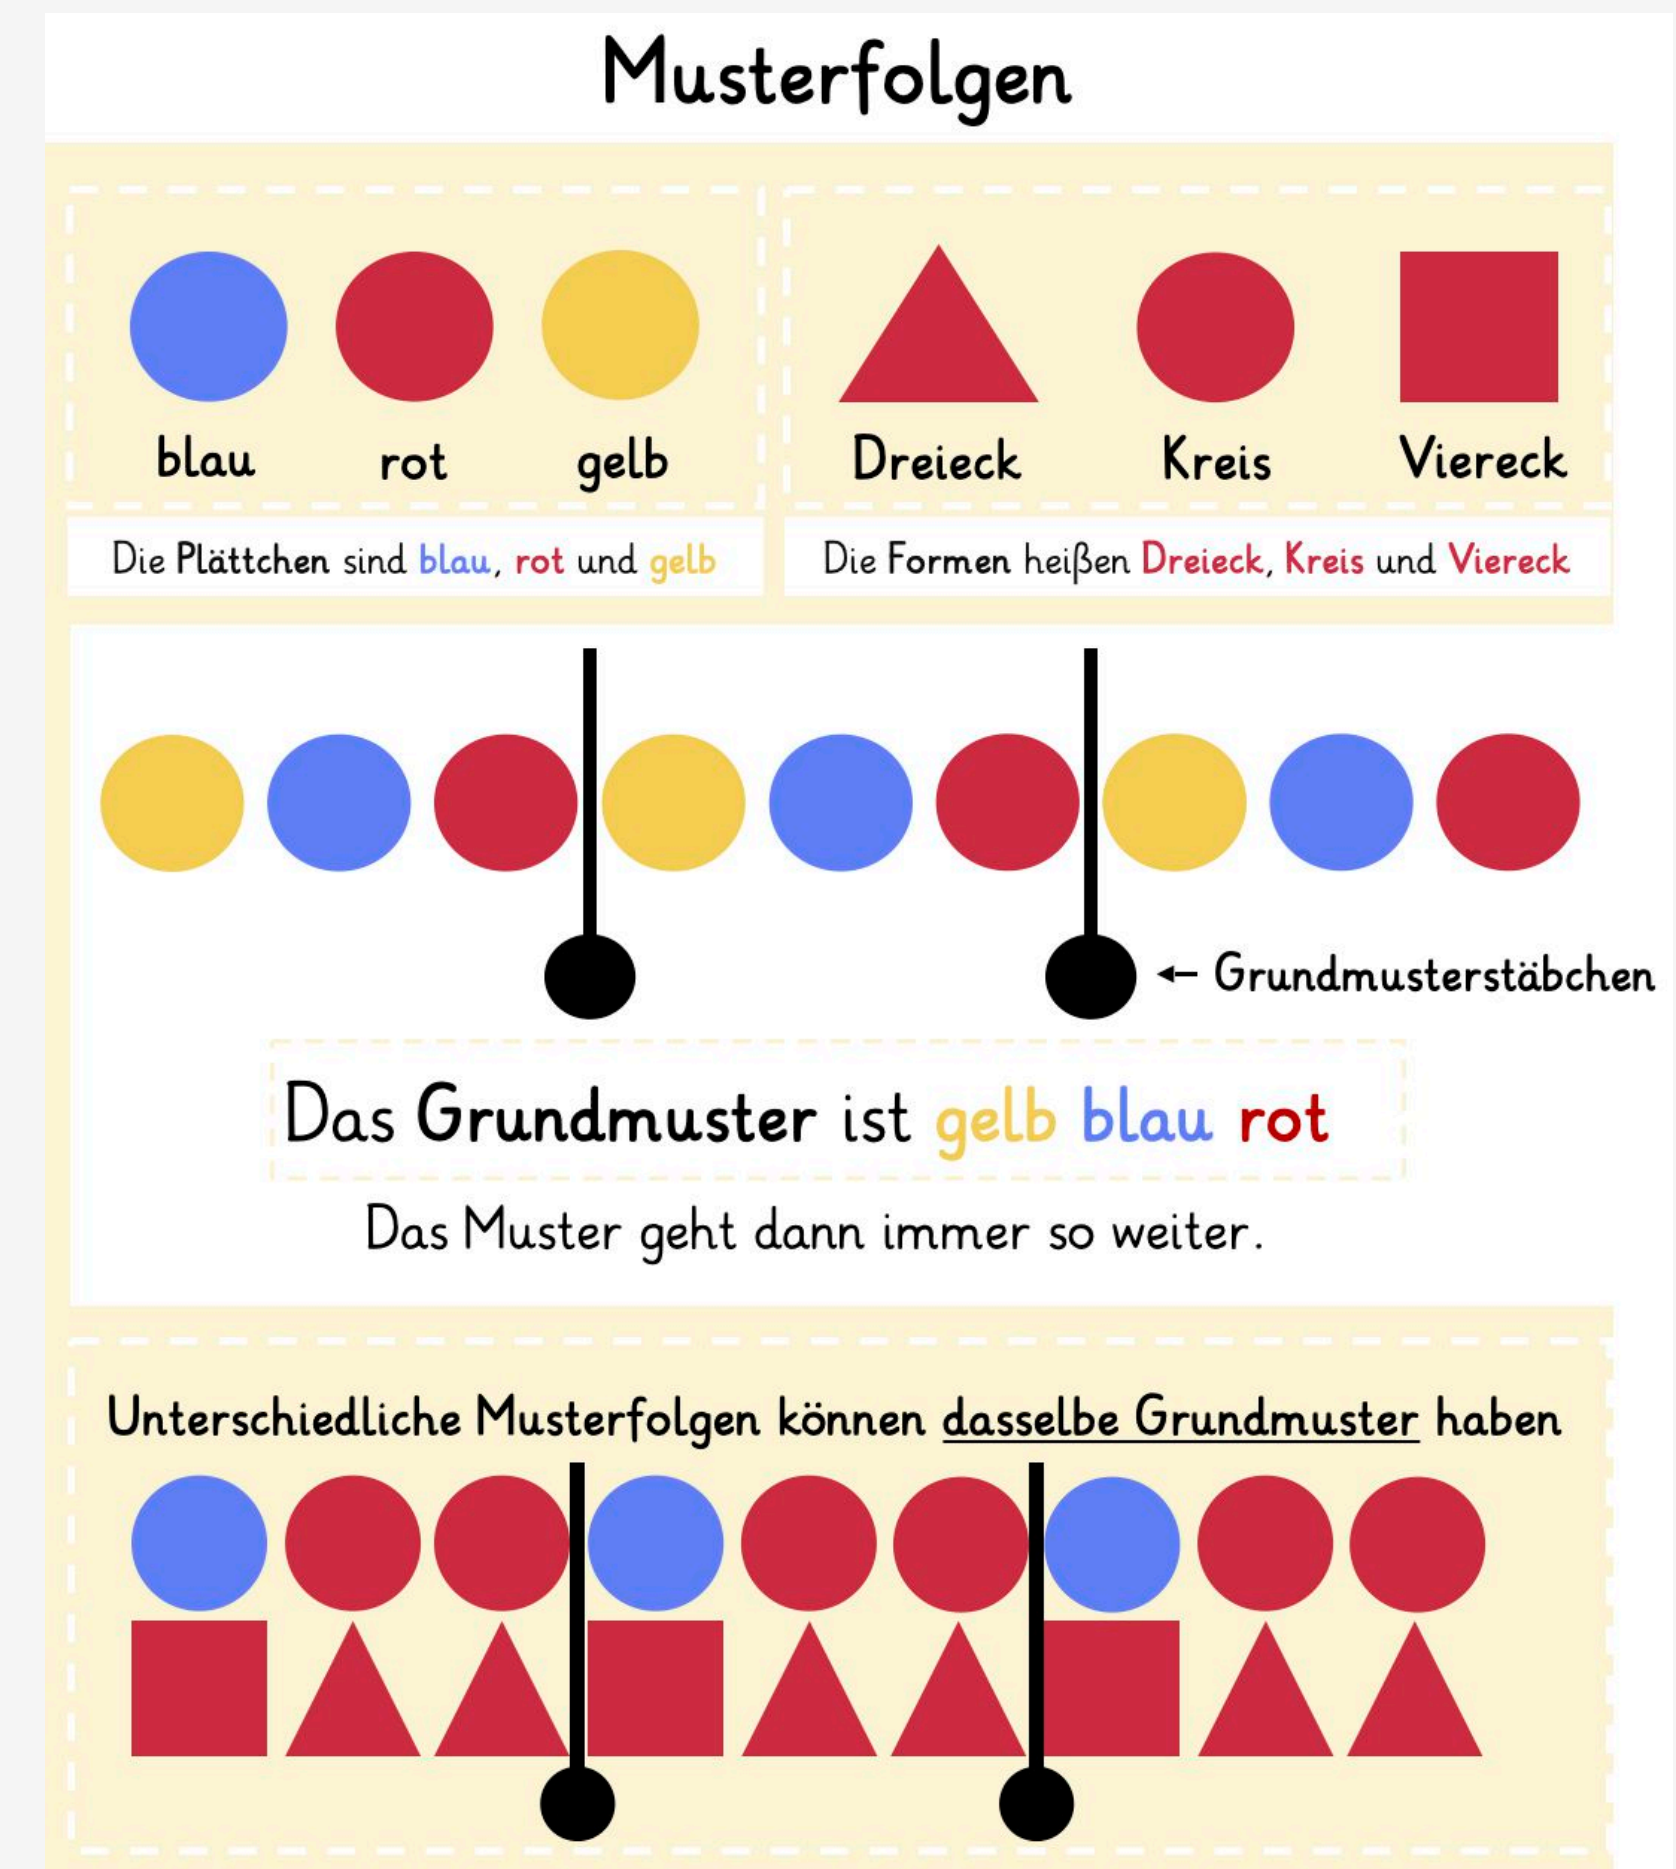 Musterfolgen
blau rot gelb
Dreieck Kreis Viereck
Die Plättchen sind blau, rot und gelb
Die Formen heißen Dreieck, Kreis und Viereck
← Grundmusterstäbchen
Das Grundmuster ist gelb blau rot
Das Muster geht dann immer so weiter.
Unterschiedliche Musterfolgen können dasselbe Grundmuster haben